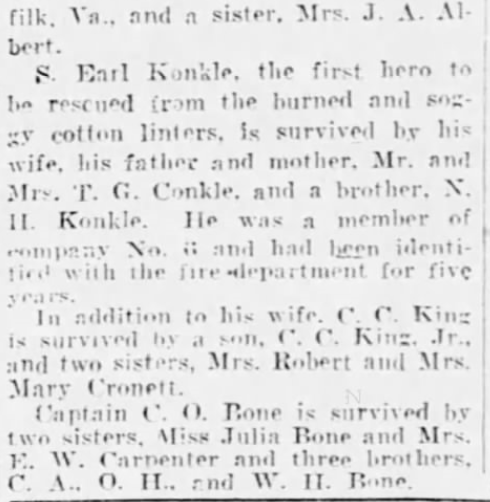 filk, Va., and a sister, Mrs. J. A. Al-
bert.
S. Earl Konkle, the first hero to
be rescued from the burned and sog-
gy cotton linters, is survived by his
wife, his father and mother, Mr. and
Mrs. T. G. Conkle, and a brother, N.
H. Konkle. He was a member of
company No. 6 and had been identi-
fied with the fire-department for five
years.
In addition to his wife, C. C. King
is survived by a son, C. C. King, Jr.,
and two sisters, Mrs. Robert and Mrs.
Mary Cronett.
Captain C. O. Bone is survived by
two sisters, Miss Julia Bone and Mrs.
E. W. Carpenter and three brothers,
C. A., O. H., and W. H. Bone.